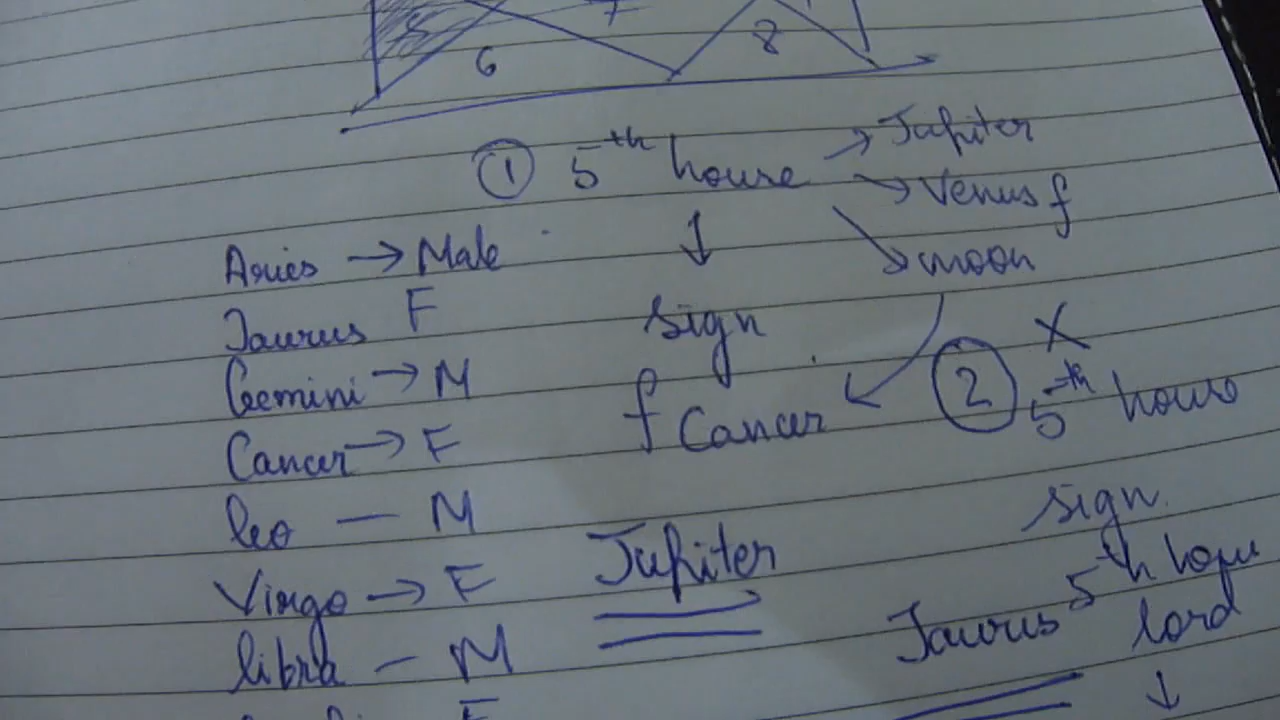 5 7
6 8
① 5th house → Jupiter
→ Venus f
↓ → moon
Aries → Male
Taurus F
Gemini → M
Cancer → F
leo — M
Virgo → F
libra — M
F
sign
f Cancer
Jupiter
X
② 5th house
sign.
Taurus 5th house
lord
↓